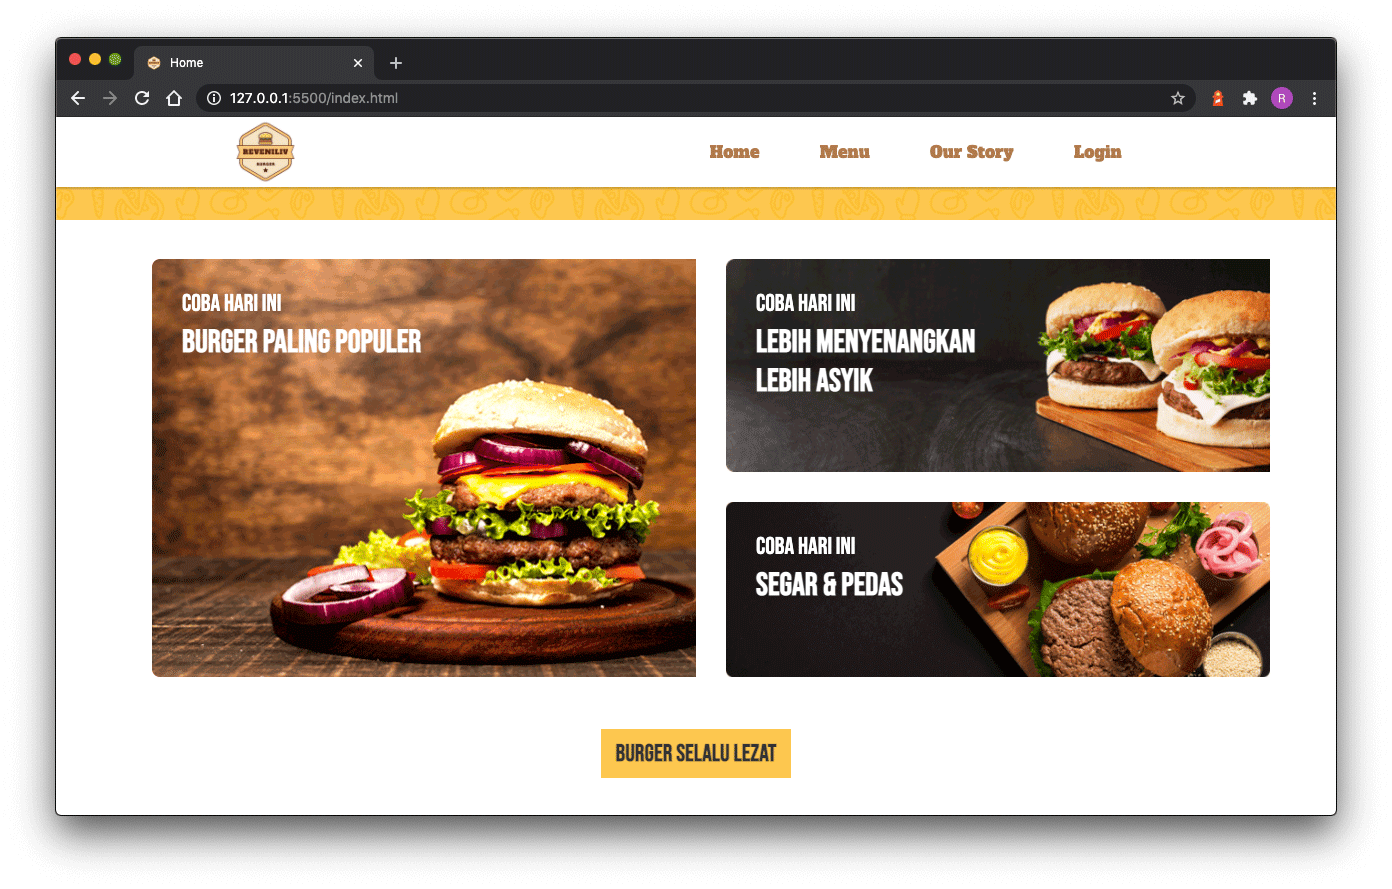 Home
127.0.0.1:5500/index.html
R
REVENILIV
BURGER
Home
Menu
Our Story
Login
COBA HARI INI
BURGER PALING POPULER
COBA HARI INI
LEBIH MENYENANGKAN
LEBIH ASYIK
COBA HARI INI
SEGAR & PEDAS
BURGER SELALU LEZAT